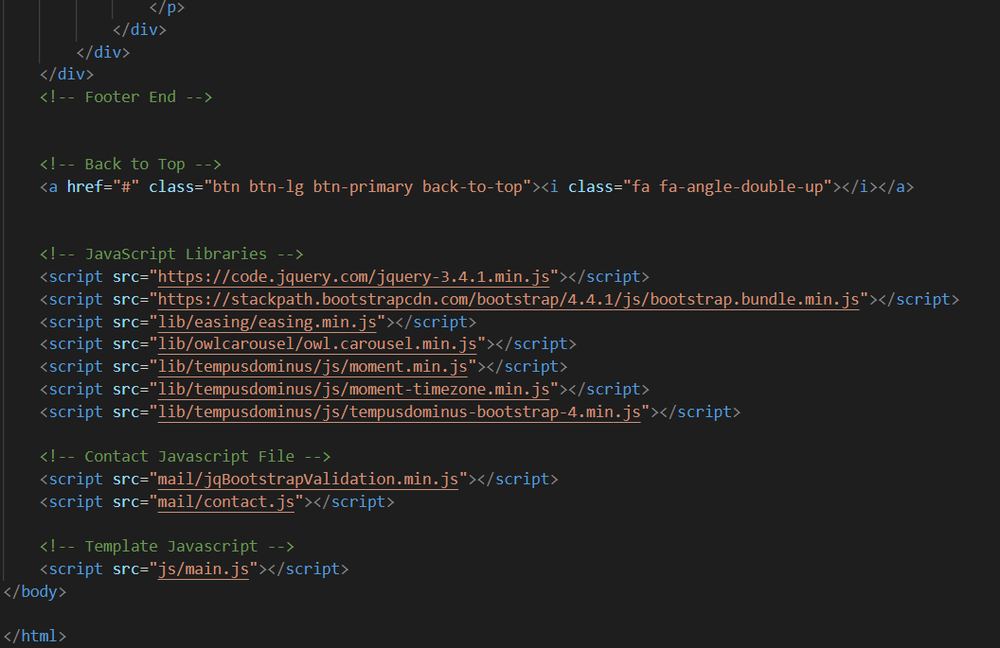 </p>
</div>
</div>
</div>
<!-- Footer End -->
<!-- Back to Top -->
<a href="#" class="btn btn-lg btn-primary back-to-top"><i class="fa fa-angle-double-up"></i></a>
<!-- JavaScript Libraries -->
<script src="https://code.jquery.com/jquery-3.4.1.min.js"></script>
<script src="https://stackpath.bootstrapcdn.com/bootstrap/4.4.1/js/bootstrap.bundle.min.js"></script>
<script src="lib/easing/easing.min.js"></script>
<script src="lib/owlcarousel/owl.carousel.min.js"></script>
<script src="lib/tempusdominus/js/moment.min.js"></script>
<script src="lib/tempusdominus/js/moment-timezone.min.js"></script>
<script src="lib/tempusdominus/js/tempusdominus-bootstrap-4.min.js"></script>
<!-- Contact Javascript File -->
<script src="mail/jqBootstrapValidation.min.js"></script>
<script src="mail/contact.js"></script>
<!-- Template Javascript -->
<script src="js/main.js"></script>
</body>
</html>